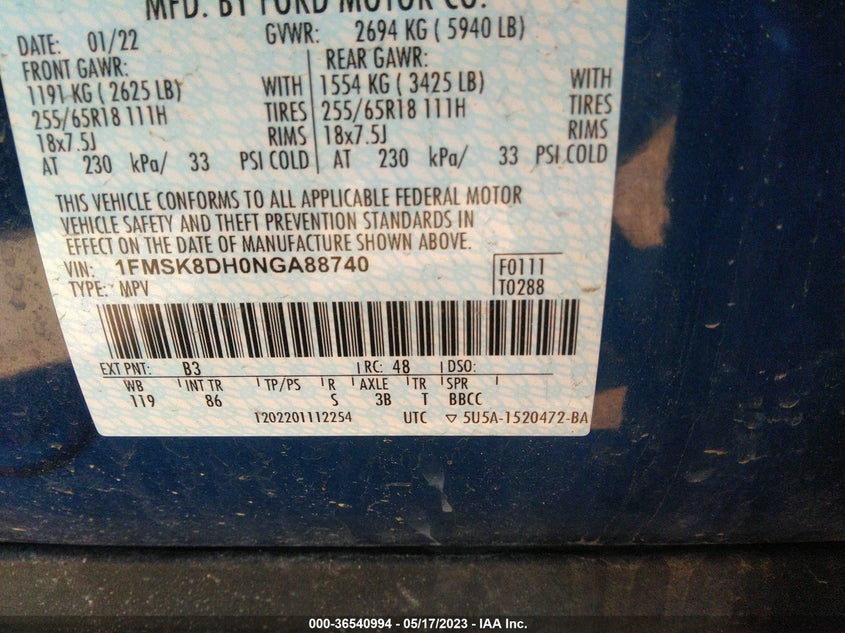 MFD. BY FORD MOTOR CO.
DATE: 01/22 GVWR: 2694 KG ( 5940 LB)
FRONT GAWR: REAR GAWR:
1191 KG ( 2625 LB) WITH 1554 KG ( 3425 LB) WITH
255/65R18 111H TIRES 255/65R18 111H TIRES
18x7.5J RIMS 18x7.5J RIMS
AT 230 kPa/ 33 PSI COLD AT 230 kPa/ 33 PSI COLD
THIS VEHICLE CONFORMS TO ALL APPLICABLE FEDERAL MOTOR
VEHICLE SAFETY AND THEFT PREVENTION STANDARDS IN
EFFECT ON THE DATE OF MANUFACTURE SHOWN ABOVE.
VIN: 1FMSK8DH0NGA88740 F0111
TYPE: MPV T0288
EXT PNT: B3 RC: 48 DSO:
WB INT TR TP/PS R AXLE TR SPR
119 86 S 3B T BBCC
T202201112254 UTC ▽ 5U5A-1520472-BA
000-36540994 - 05/17/2023 - IAA Inc.